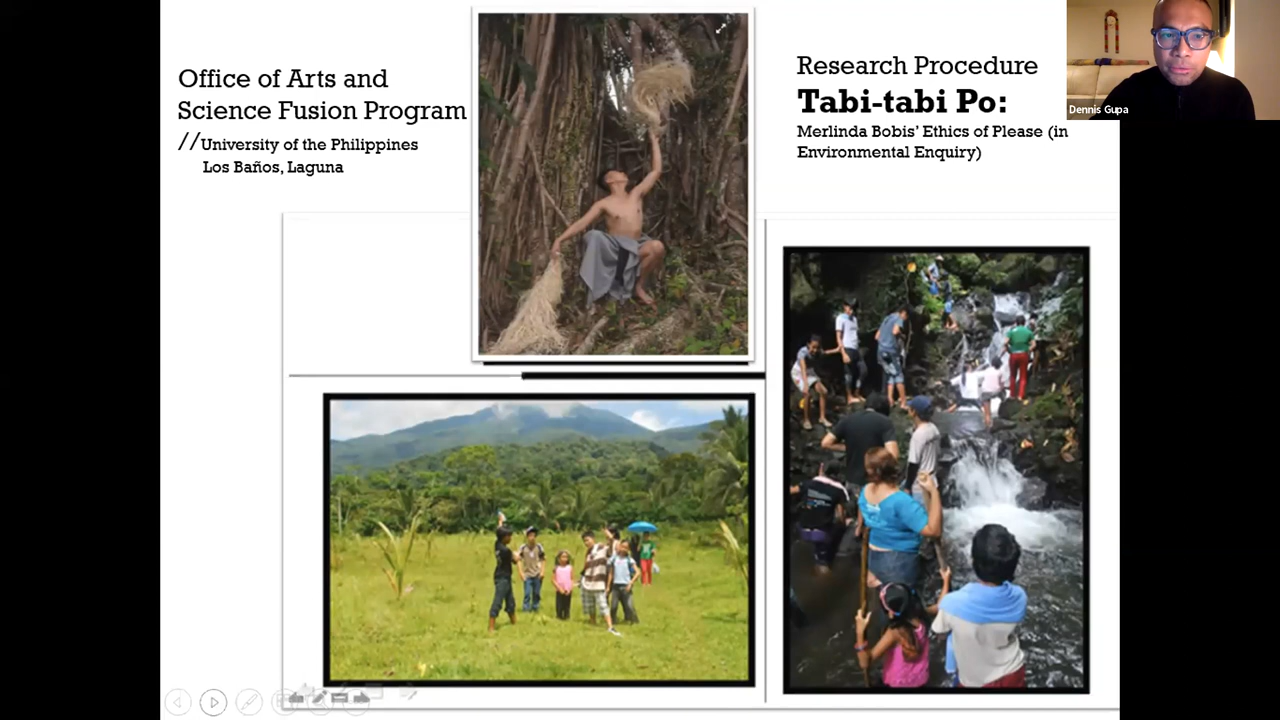 Office of Arts and
Science Fusion Program
//University of the Philippines
Los Baños, Laguna
Research Procedure
Tabi-tabi Po:
Merlinda Bobis’ Ethics of Please (in
Environmental Enquiry)
Dennis Gupa